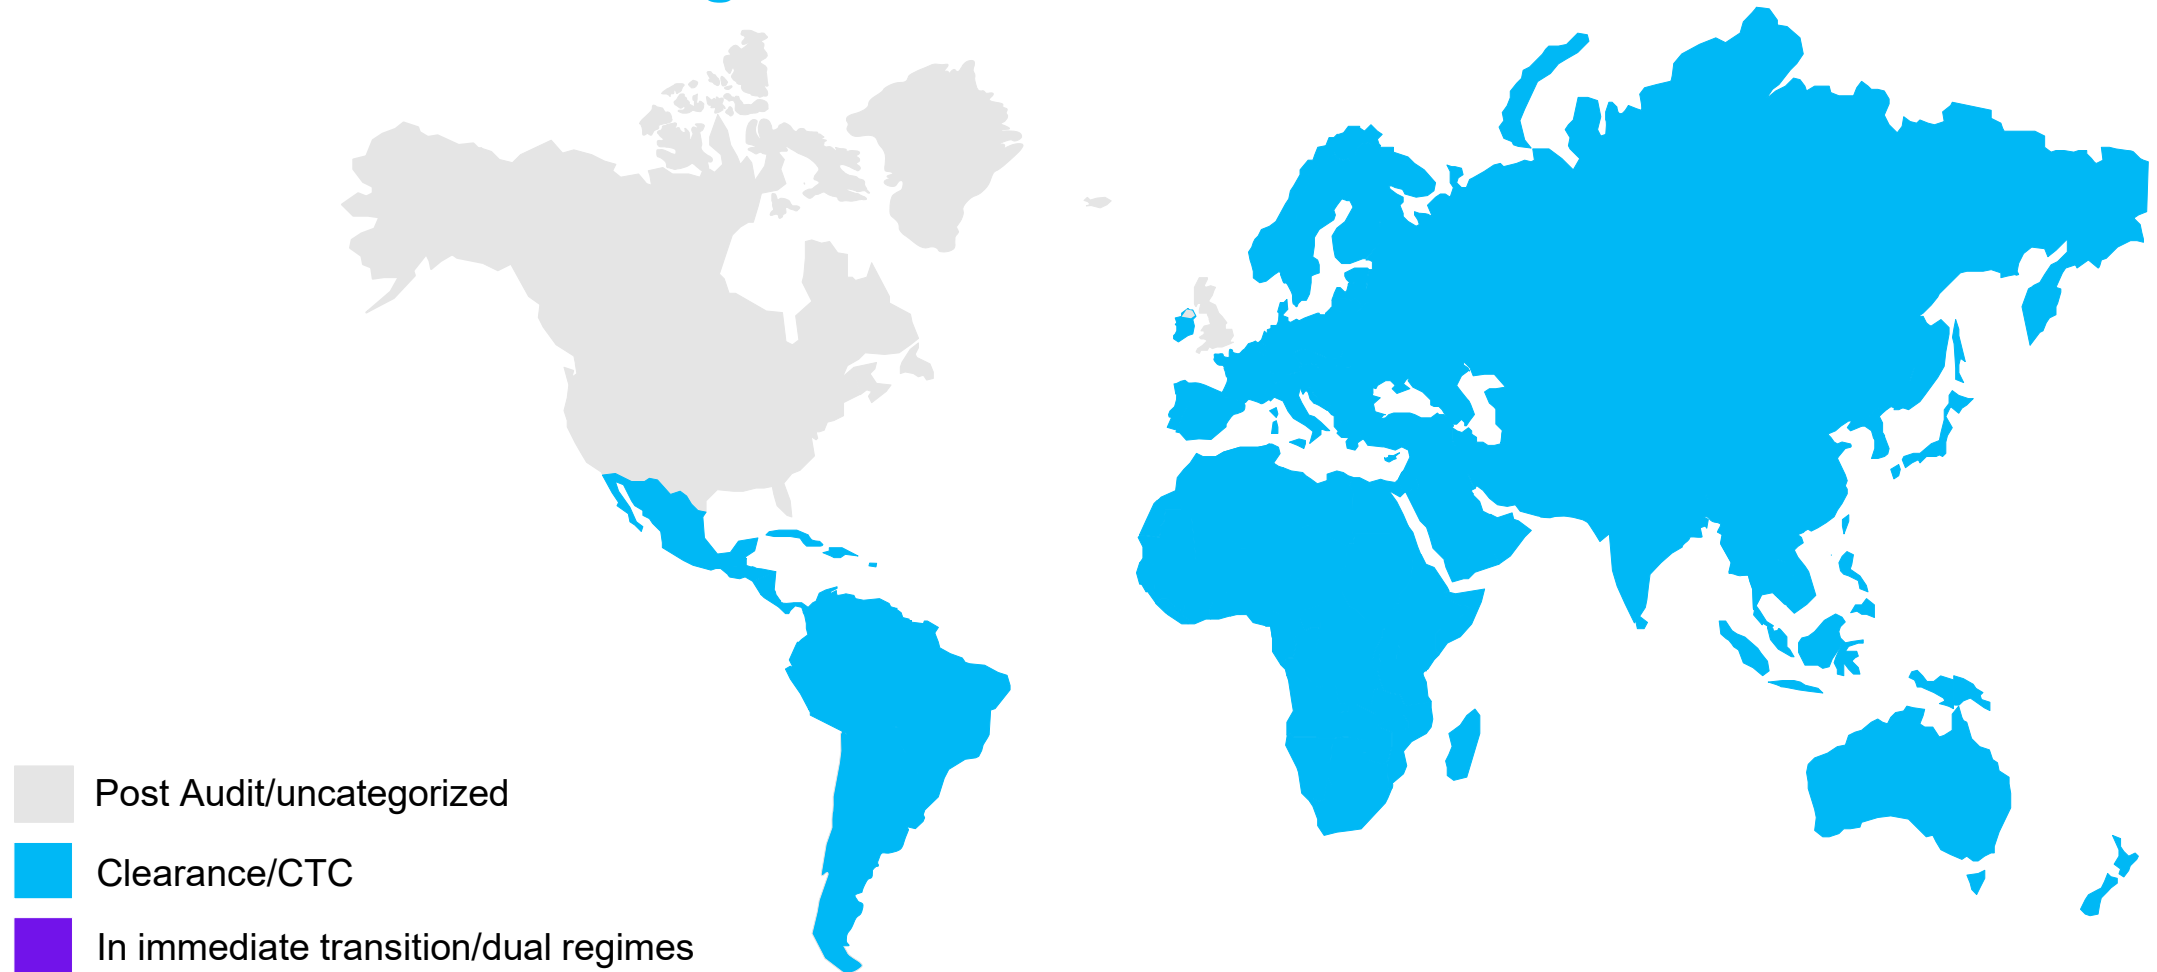 Post Audit/uncategorized
Clearance/CTC
In immediate transition/dual regimes